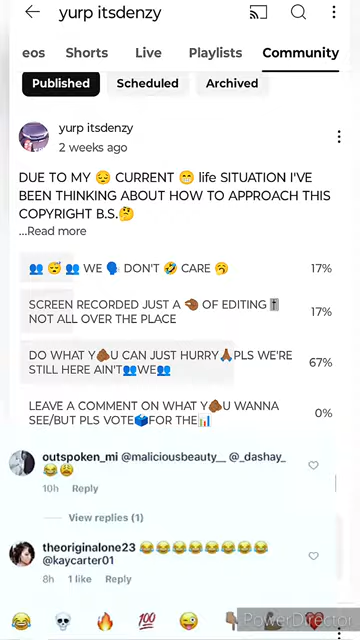 yurp itsdenzy
eos Shorts Live Playlists Community
Published Scheduled Archived
yurp itsdenzy
2 weeks ago
DUE TO MY 😔 CURRENT 😁 life SITUATION I'VE
BEEN THINKING ABOUT HOW TO APPROACH THIS
COPYRIGHT B.S.🤔
...Read more
👥 😴 👥 WE 🗣️ DON'T 🤣 CARE 🥱 17%
SCREEN RECORDED JUST A 🤏🏾 OF EDITING🎚️ 17%
NOT ALL OVER THE PLACE
DO WHAT Y🫵🏾U CAN JUST HURRY🙏🏾PLS WE'RE 67%
STILL HERE AIN'T👥WE👥
LEAVE A COMMENT ON WHAT Y🫵🏾U WANNA 0%
SEE/BUT PLS VOTE🗳️FOR THE📊
outspoken_mi @maliciousbeauty__ @_dashay_
😂😩
10h Reply
View replies (1)
theoriginalone23 😂😂😂😂😂😂😂😂
@kaycarter01
8h 1 like Reply
PowerDirector